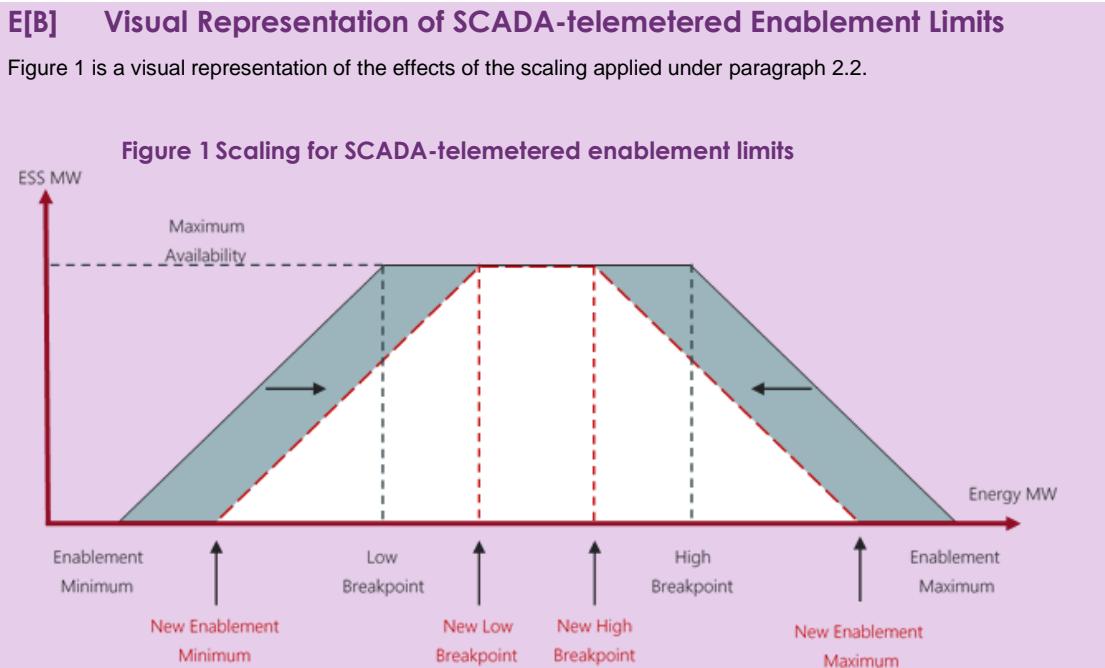 E[B] Visual Representation of SCADA-telemetered Enablement Limits
Figure 1 is a visual representation of the effects of the scaling applied under paragraph 2.2.
Figure 1 Scaling for SCADA-telemetered enablement limits
ESS MW
Maximum
Availability
Energy MW
Enablement
Minimum
Low
Breakpoint
High
Breakpoint
Enablement
Maximum
New Enablement
Minimum
New Low
Breakpoint
New High
Breakpoint
New Enablement
Maximum